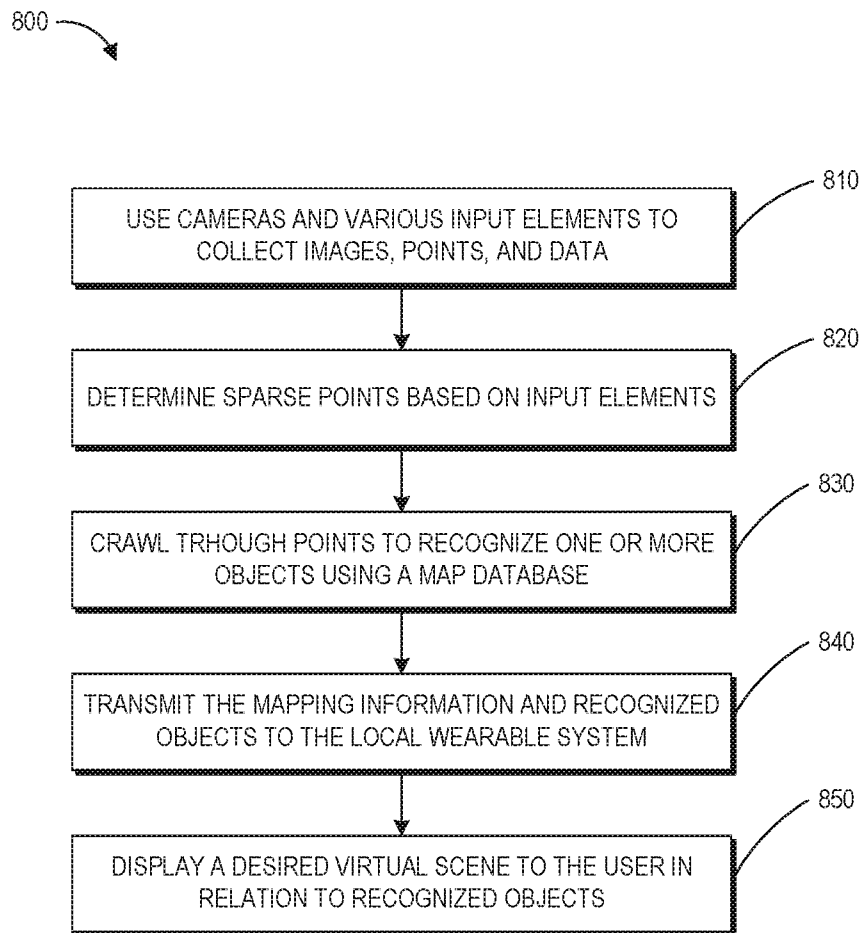 800
810
USE CAMERAS AND VARIOUS INPUT ELEMENTS TO
COLLECT IMAGES, POINTS, AND DATA
820
DETERMINE SPARSE POINTS BASED ON INPUT ELEMENTS
830
CRAWL TRHOUGH POINTS TO RECOGNIZE ONE OR MORE
OBJECTS USING A MAP DATABASE
840
TRANSMIT THE MAPPING INFORMATION AND RECOGNIZED
OBJECTS TO THE LOCAL WEARABLE SYSTEM
850
DISPLAY A DESIRED VIRTUAL SCENE TO THE USER IN
RELATION TO RECOGNIZED OBJECTS